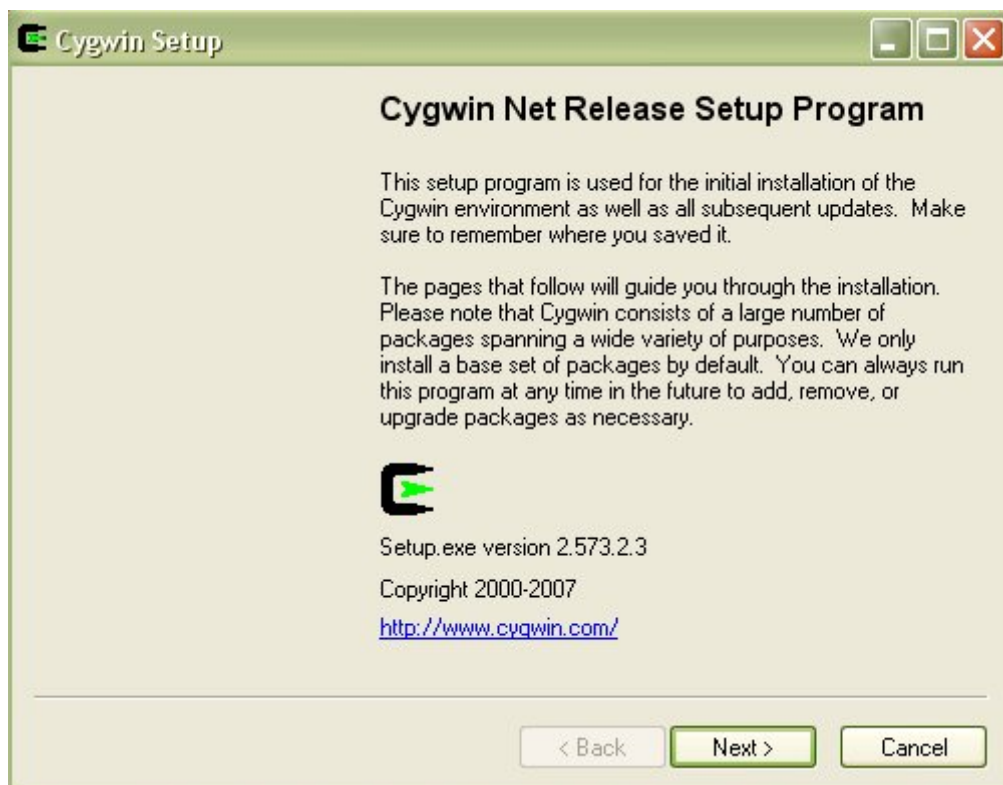 Cygwin Setup
Cygwin Net Release Setup Program
This setup program is used for the initial installation of the
Cygwin environment as well as all subsequent updates.  Make
sure to remember where you saved it.
The pages that follow will guide you through the installation.
Please note that Cygwin consists of a large number of
packages spanning a wide variety of purposes.  We only
install a base set of packages by default.  You can always run
this program at any time in the future to add, remove, or
upgrade packages as necessary.
Setup.exe version 2.573.2.3
Copyright 2000-2007
http://www.cygwin.com/
< Back
Next >
Cancel